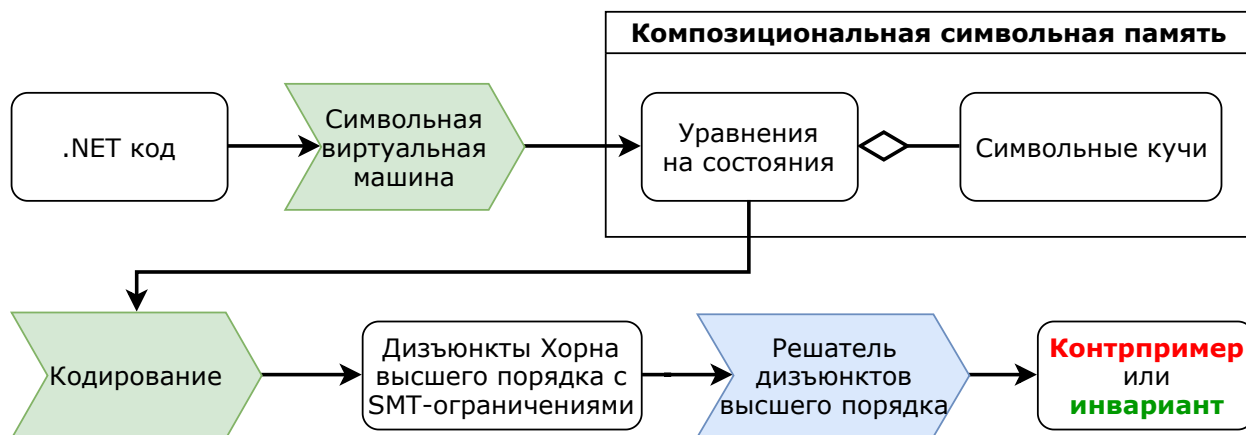 Композициональная символьная память
.NET код
Символьная
виртуальная
машина
Уравнения
на состояния
Символьные кучи
Кодирование
Дизъюнкты Хорна
высшего порядка с
SMT-ограничениями
Решатель
дизъюнктов
высшего порядка
Контрпример
или
инвариант